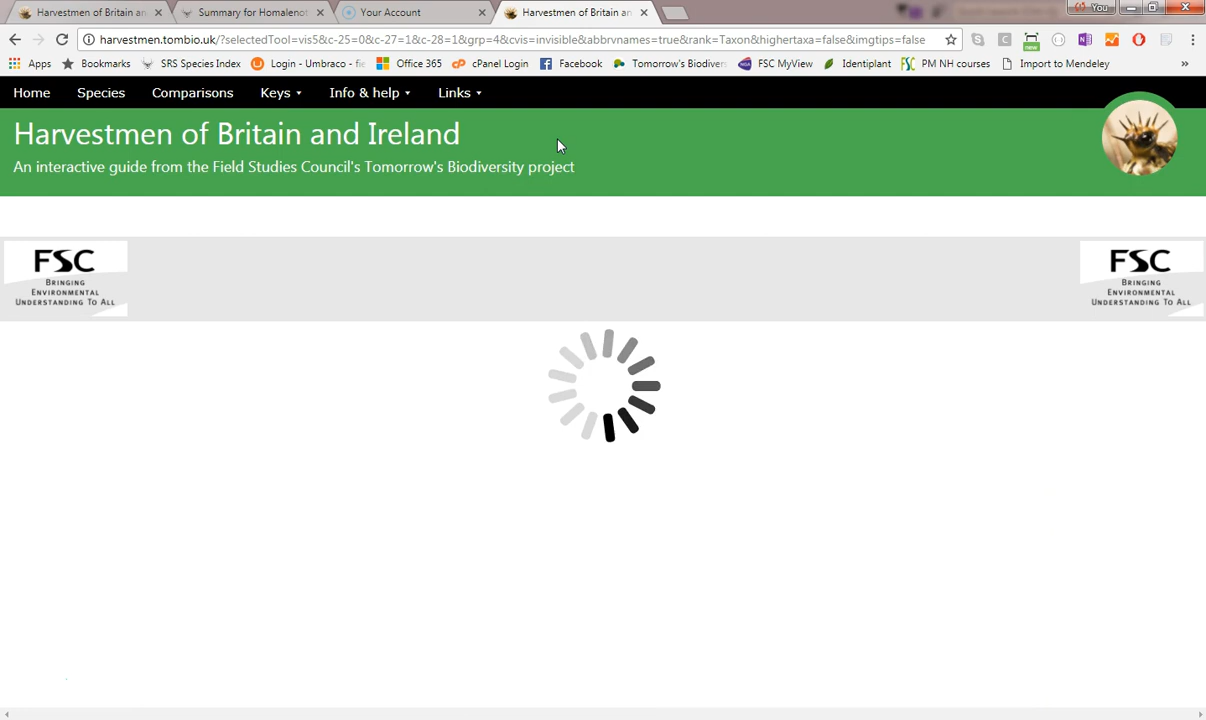 Harvestmen of Britain an
Summary for Homalenot
Your Account
Harvestmen of Britain an
You
harvestmen.tombio.uk/?selectedTool=vis5&c-25=0&c-27=1&c-28=1&grp=4&cvis=invisible&abbrvnames=true&rank=Taxon&highertaxa=false&imgtips=false
new
Apps
Bookmarks
SRS Species Index
Login - Umbraco - fie
Office 365
cPanel Login
Facebook
Tomorrow's Biodivers
FSC MyView
Identiplant
PM NH courses
Import to Mendeley
»
Home
Species
Comparisons
Keys
Info & help
Links
Harvestmen of Britain and Ireland
An interactive guide from the Field Studies Council's Tomorrow's Biodiversity project
FSC
BRINGING
ENVIRONMENTAL
UNDERSTANDING TO ALL
FSC
BRINGING
ENVIRONMENTAL
UNDERSTANDING TO ALL